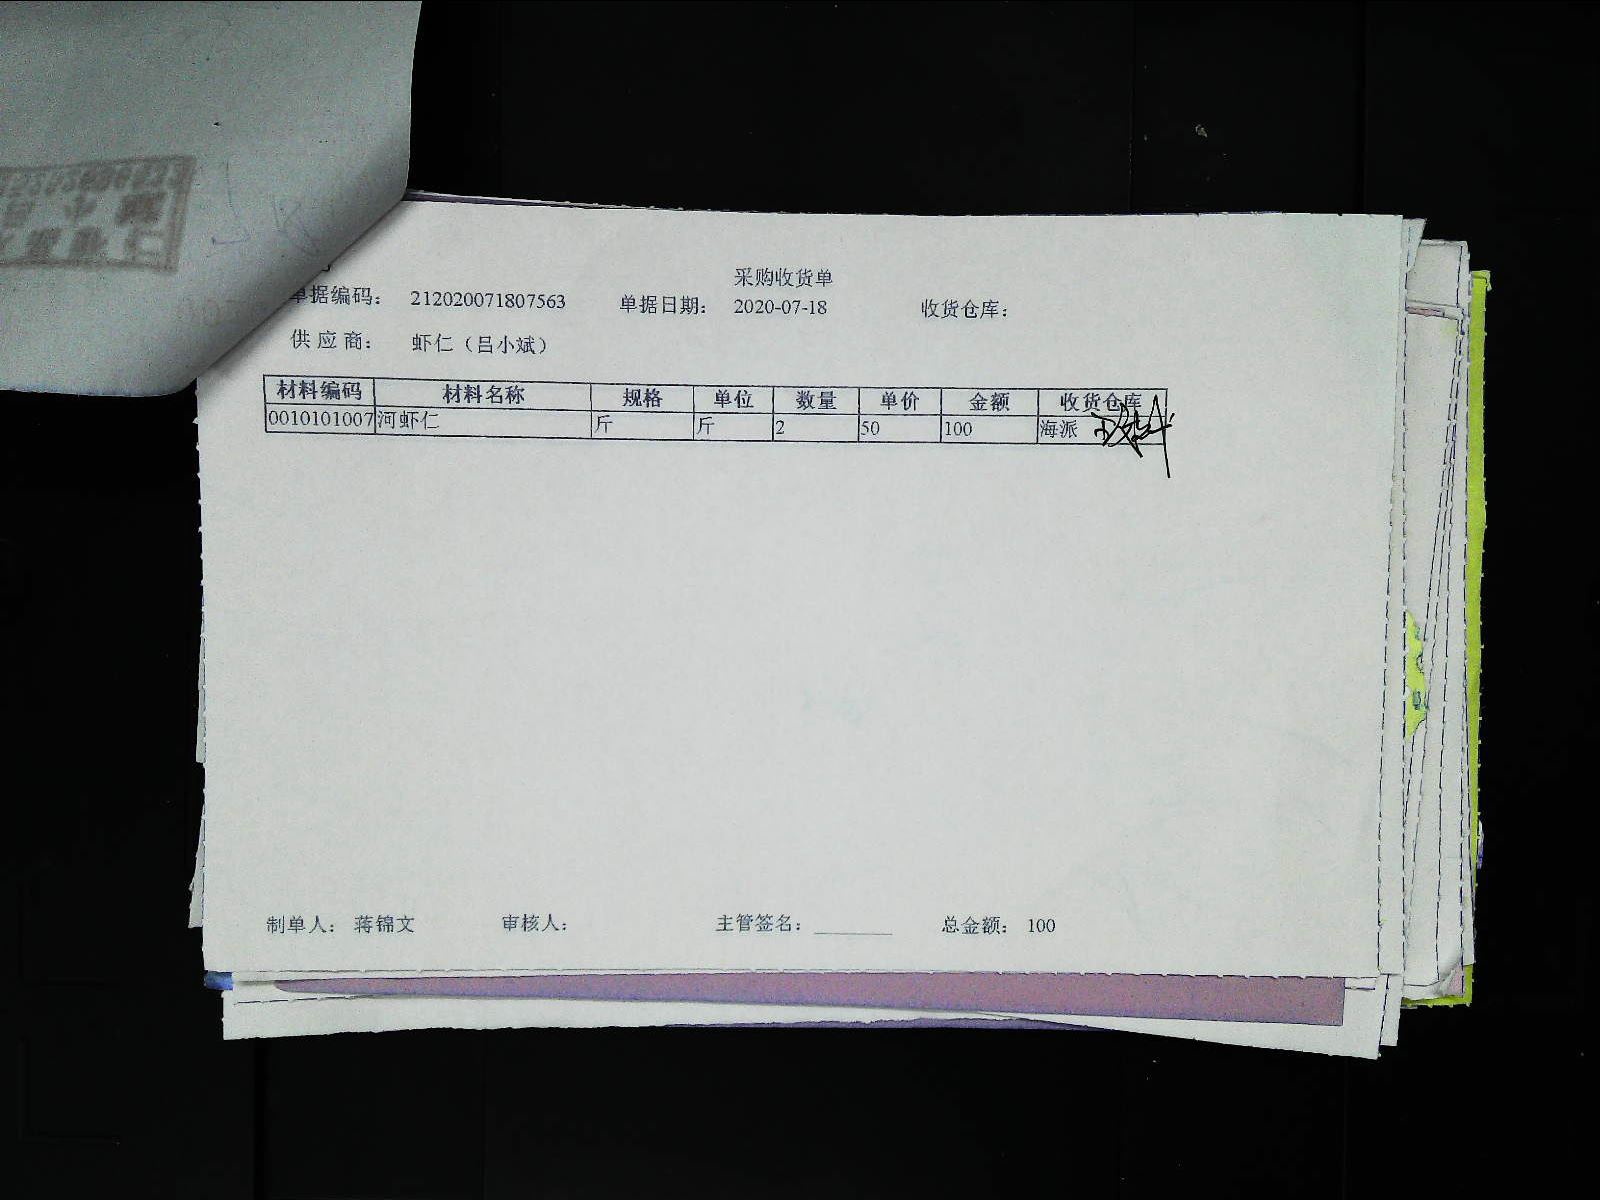 采购收货单
单据编码： 212020071807563 单据日期： 2020-07-18 收货仓库：
供应商： 虾仁（吕小斌）
材料编码 材料名称 规格 单位 数量 单价 金额 收货仓库
0010101007 河虾仁 斤 斤 2 50 100 海派
制单人： 蒋锦文 审核人： 主管签名： ________ 总金额： 100